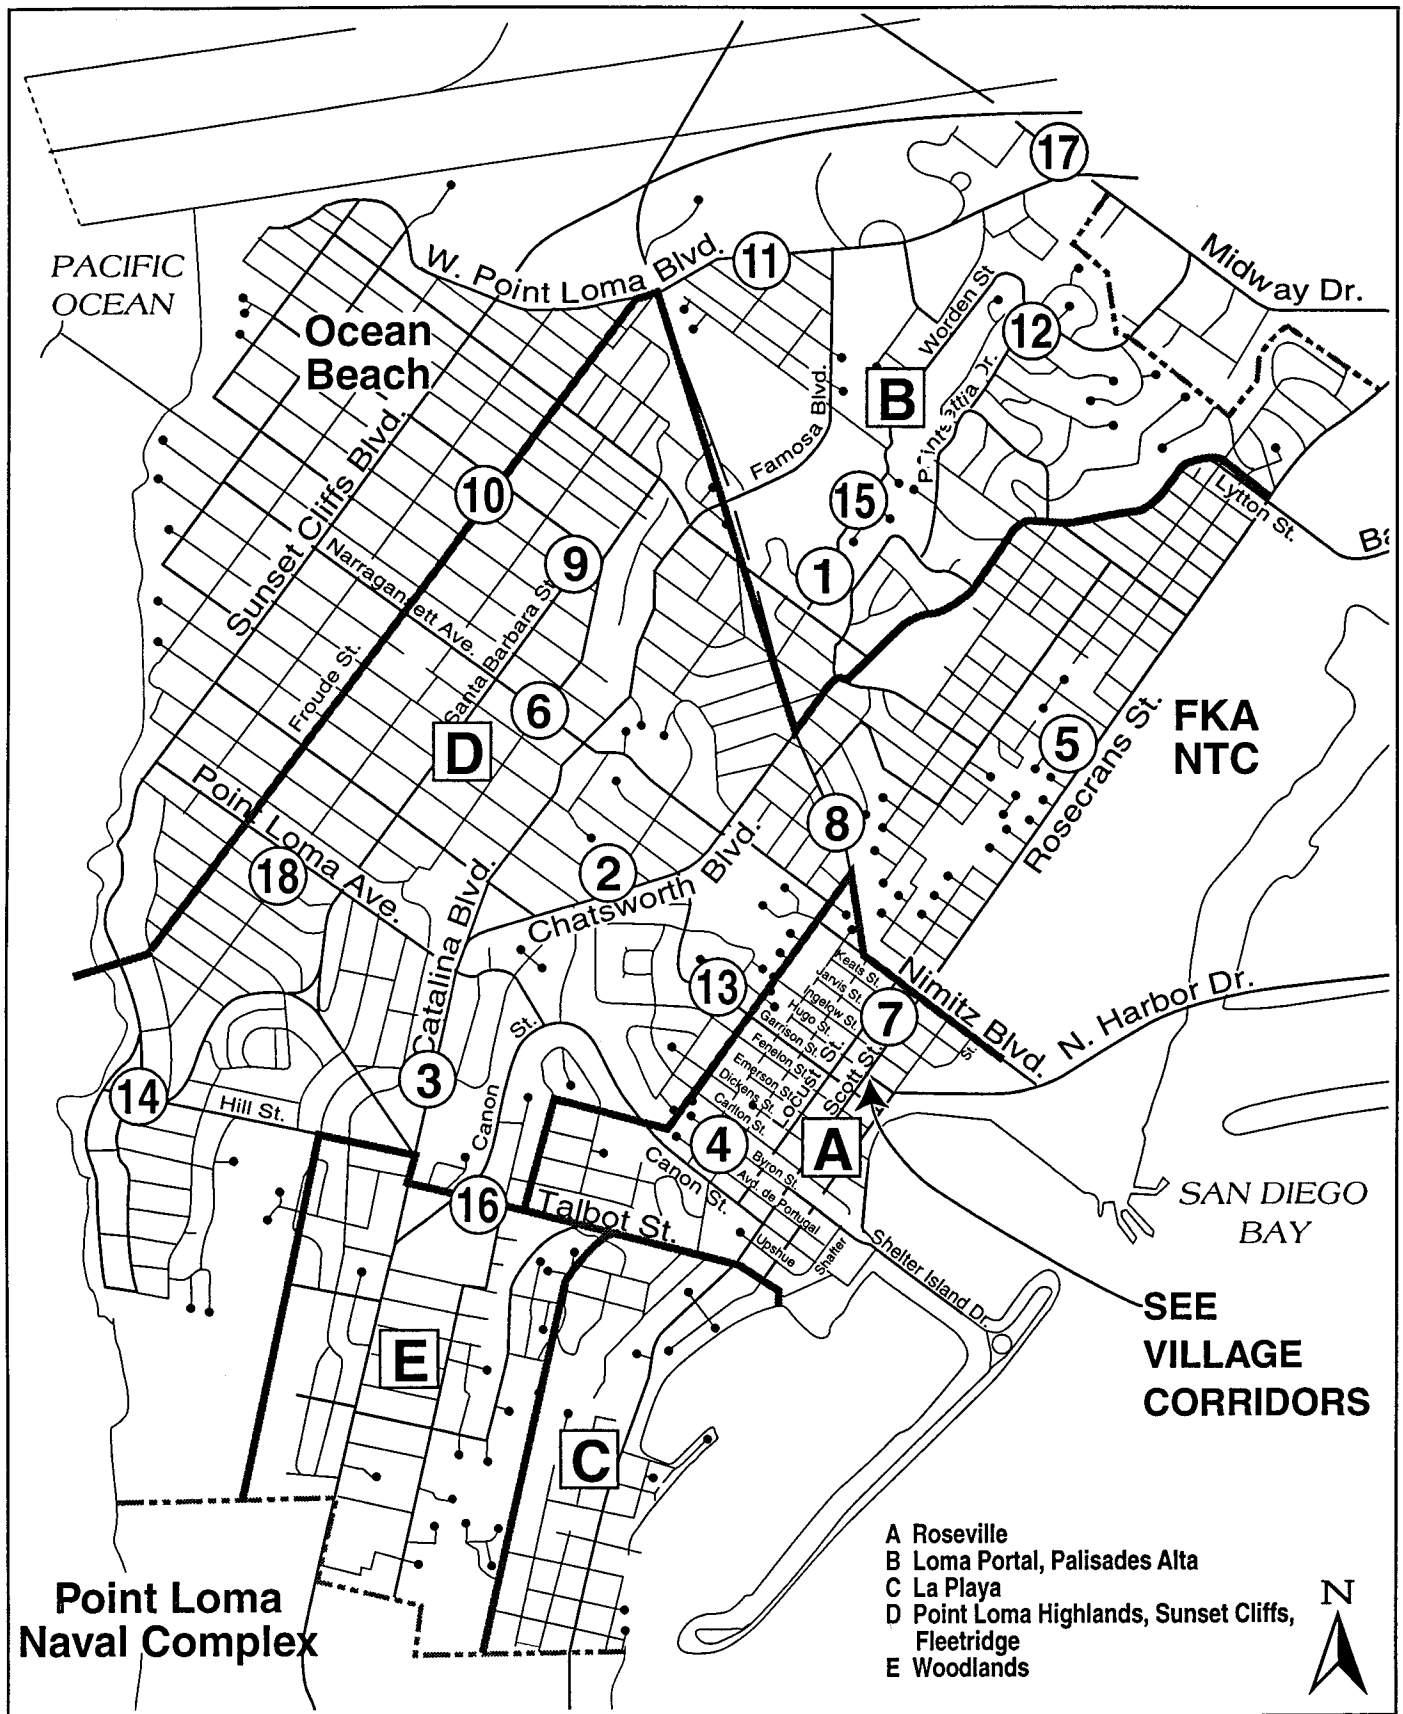 17
PACIFIC
OCEAN
W. Point Loma Blvd.
11
Midway Dr.
Worden St
12
Ocean
Beach
B
Poinsettia Dr.
Famosa Blvd.
Sunset Cliffs Blvd.
10
15
Lytton St.
Narragansett Ave.
9
1
Santa Barbara St
Froude St.
6
D
FKA
NTC
5
Rosecrans St.
Point Loma Ave.
8
18
2
Chatsworth Blvd.
Catalina Blvd.
13
Keats St.
Jarvis St.
Ingelow St.
Hugo St.
Garrison St.
Fenelon St.
Emerson St.
Dickens St.
Carlton St.
Byron St.
Avd. de Portugal
Upshue
Shafter
Scott St.
7
Nimitz Blvd.
N. Harbor Dr.
St.
3
14
Hill St.
Canon St.
4
A
Canon St.
16
Talbot St.
Shelter Island Dr.
SAN DIEGO
BAY
SEE
VILLAGE
CORRIDORS
E
C
Point Loma
Naval Complex
A Roseville
B Loma Portal, Palisades Alta
C La Playa
D Point Loma Highlands, Sunset Cliffs,
Fleetridge
E Woodlands
N